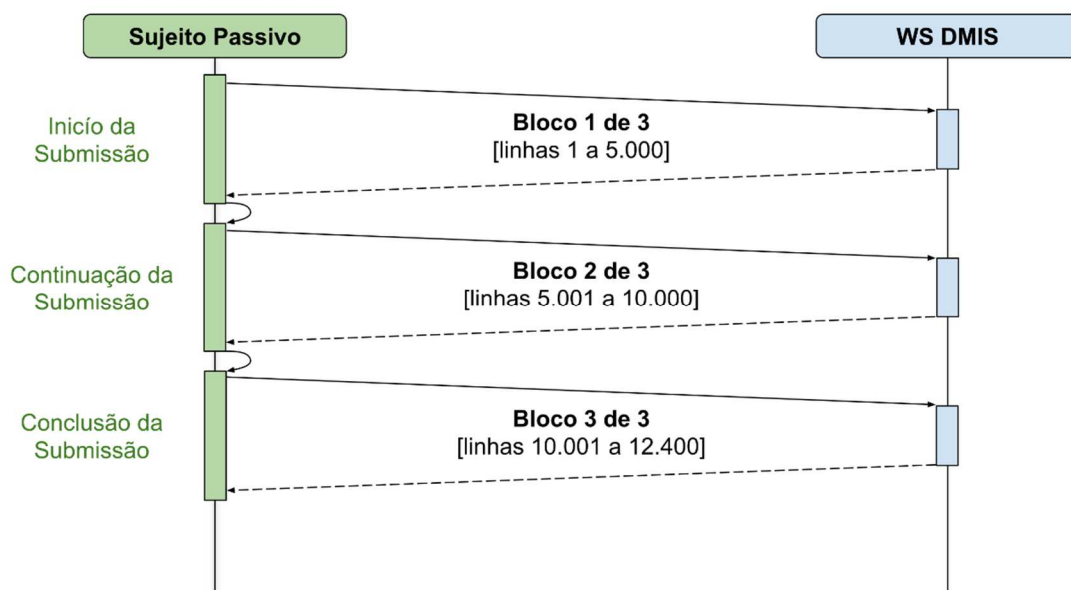 Sujeito Passivo
WS DMIS
Inicío da
Submissão
Bloco 1 de 3
[linhas 1 a 5.000]
Continuação da
Submissão
Bloco 2 de 3
[linhas 5.001 a 10.000]
Conclusão da
Submissão
Bloco 3 de 3
[linhas 10.001 a 12.400]